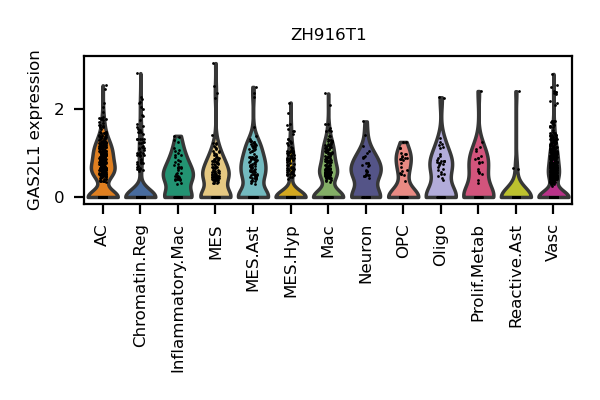 ZH916T1
GAS2L1 expression
2
0
AC
Chromatin.Reg
Inflammatory.Mac
MES
MES.Ast
MES.Hyp
Mac
Neuron
OPC
Oligo
Prolif.Metab
Reactive.Ast
Vasc